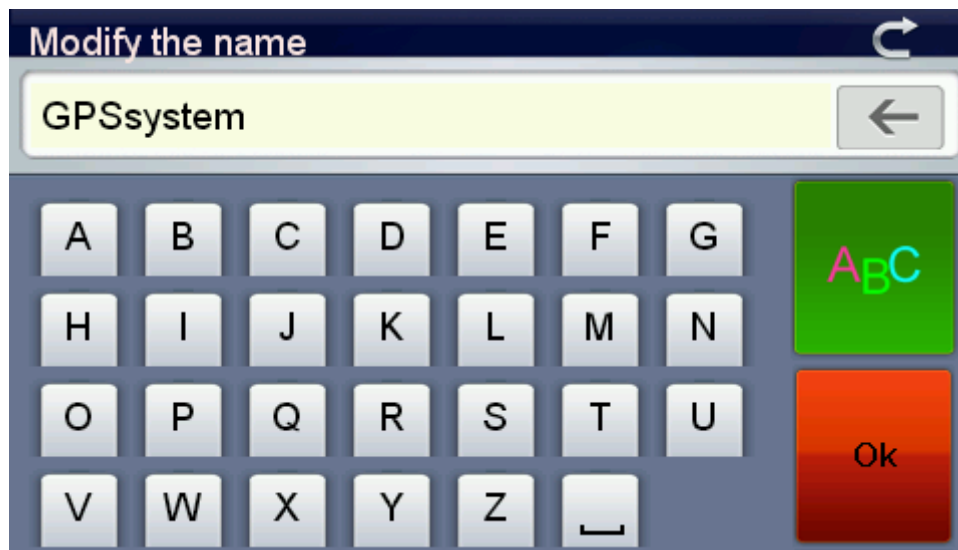 Modify the name
GPSsystem
A B C D E F G
ABC
H I J K L M N
O P Q R S T U
Ok
V W X Y Z